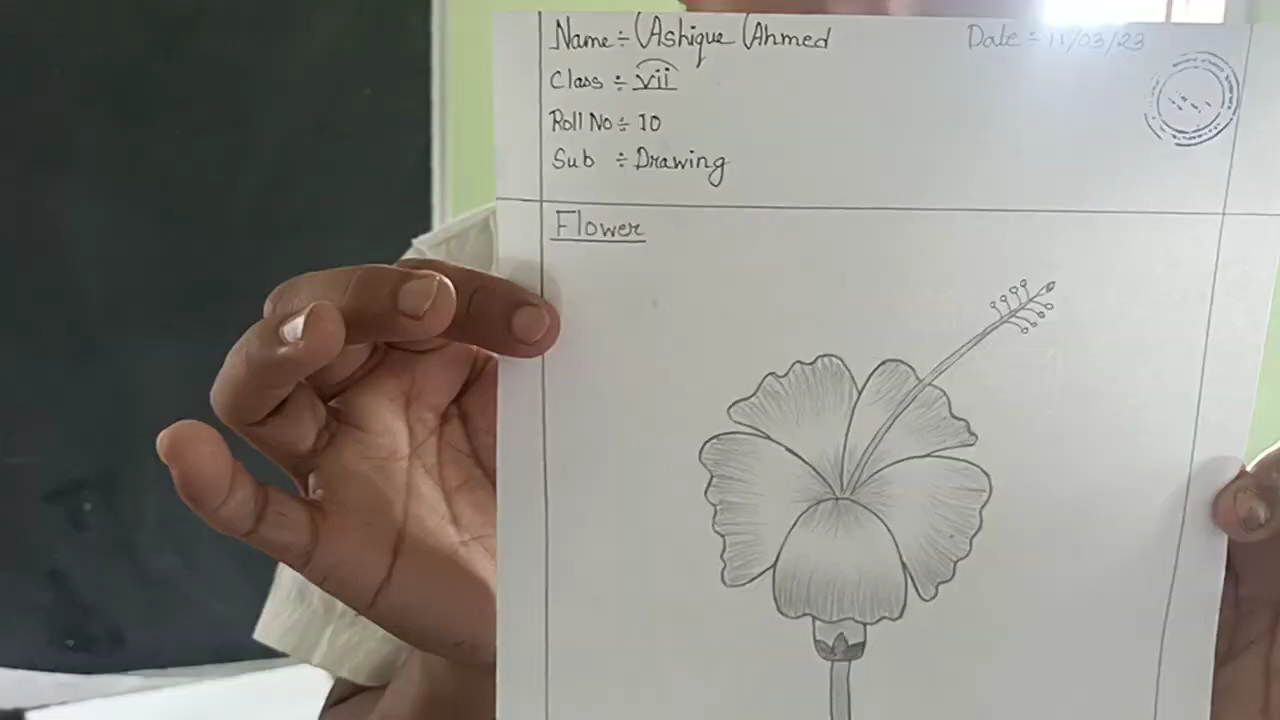 Name ÷ Ashique Ahmed
Date ÷ 11/03/23
Class ÷ vii
Roll No ÷ 10
Sub ÷ Drawing
Flower